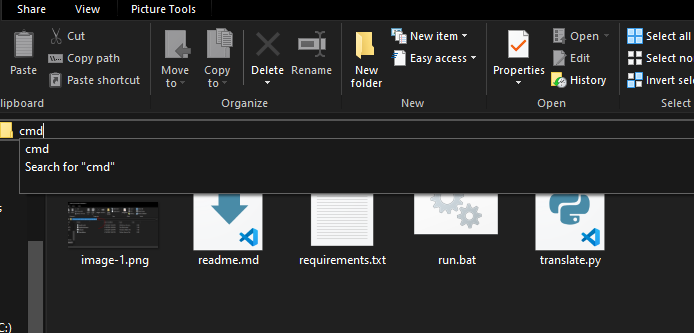 Share View Picture Tools
Cut
Copy path
Paste
Paste shortcut
Move to
Copy to
Delete
Rename
New folder
New item
Easy access
Properties
Open
Edit
History
Select all
Select no
Invert sele
lipboard Organize New Open Select
cmd
cmd
Search for "cmd"
image-1.png readme.md requirements.txt run.bat translate.py
s
C:)